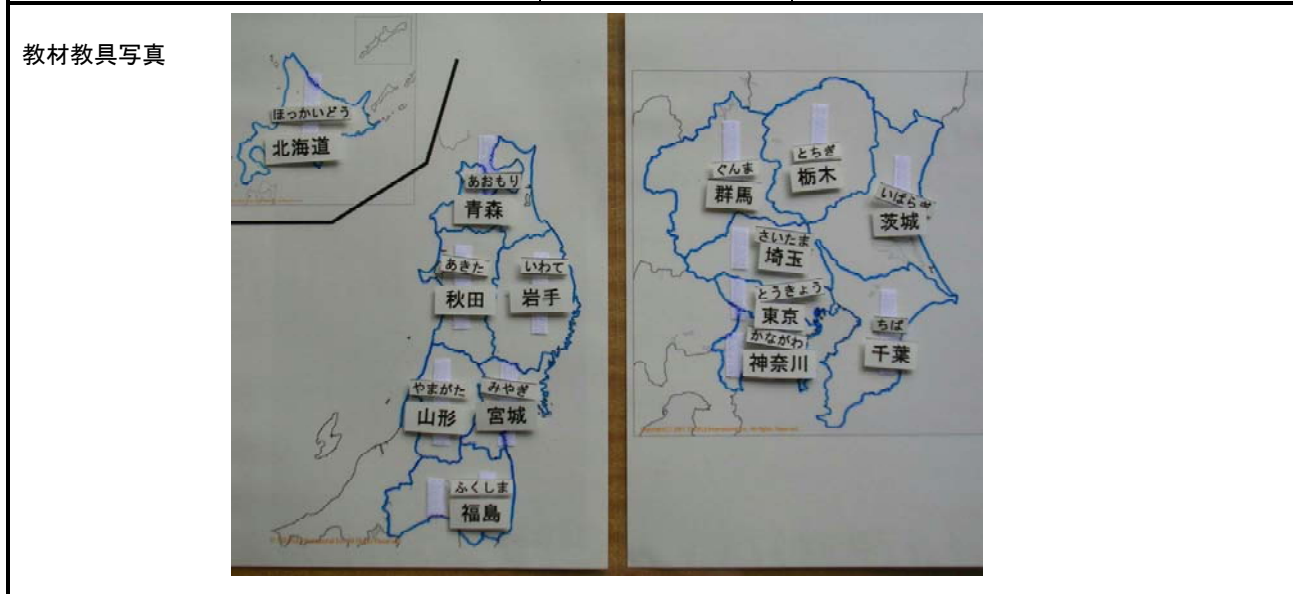 教材教具写真
ほっかいどう
北海道
あおもり
青森
あきた
秋田
いわて
岩手
やまがた
山形
みやぎ
宮城
ふくしま
福島
ぐんま
群馬
とちぎ
栃木
いばらき
茨城
さいたま
埼玉
とうきょう
東京
かながわ
神奈川
ちば
千葉